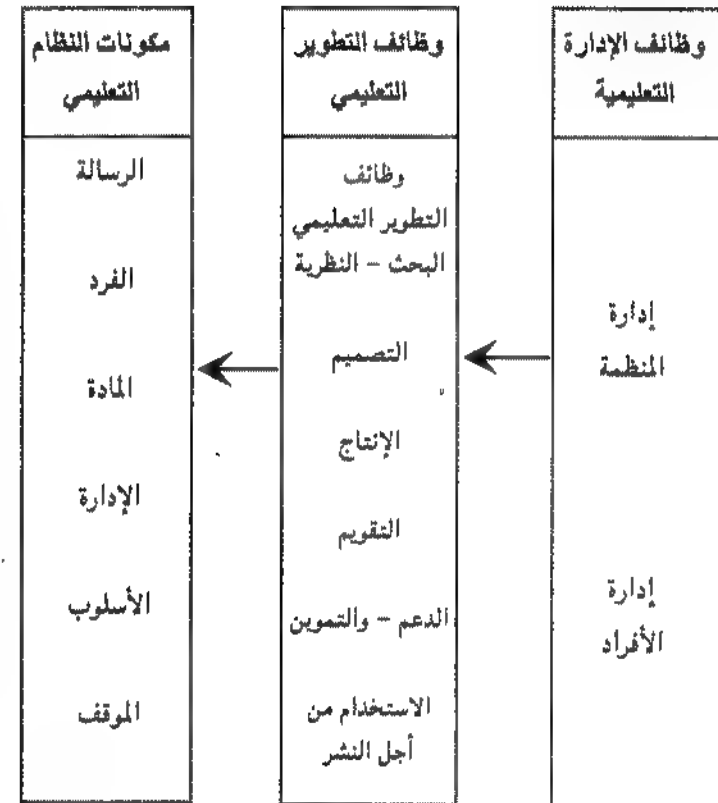 وظائف الإدارة
التعليمية
إدارة
المنظمة
إدارة
الأفراد
وظائف التطوير
التعليمي
وظائف
التطوير التعليمي
البحث – النظرية
التصميم
الإنتاج
التقويم
الدعم – والتموين
الاستخدام من
أجل النشر
مكونات النظام
التعليمي
الرسالة
الفرد
المادة
الإدارة
الأسلوب
الموقف